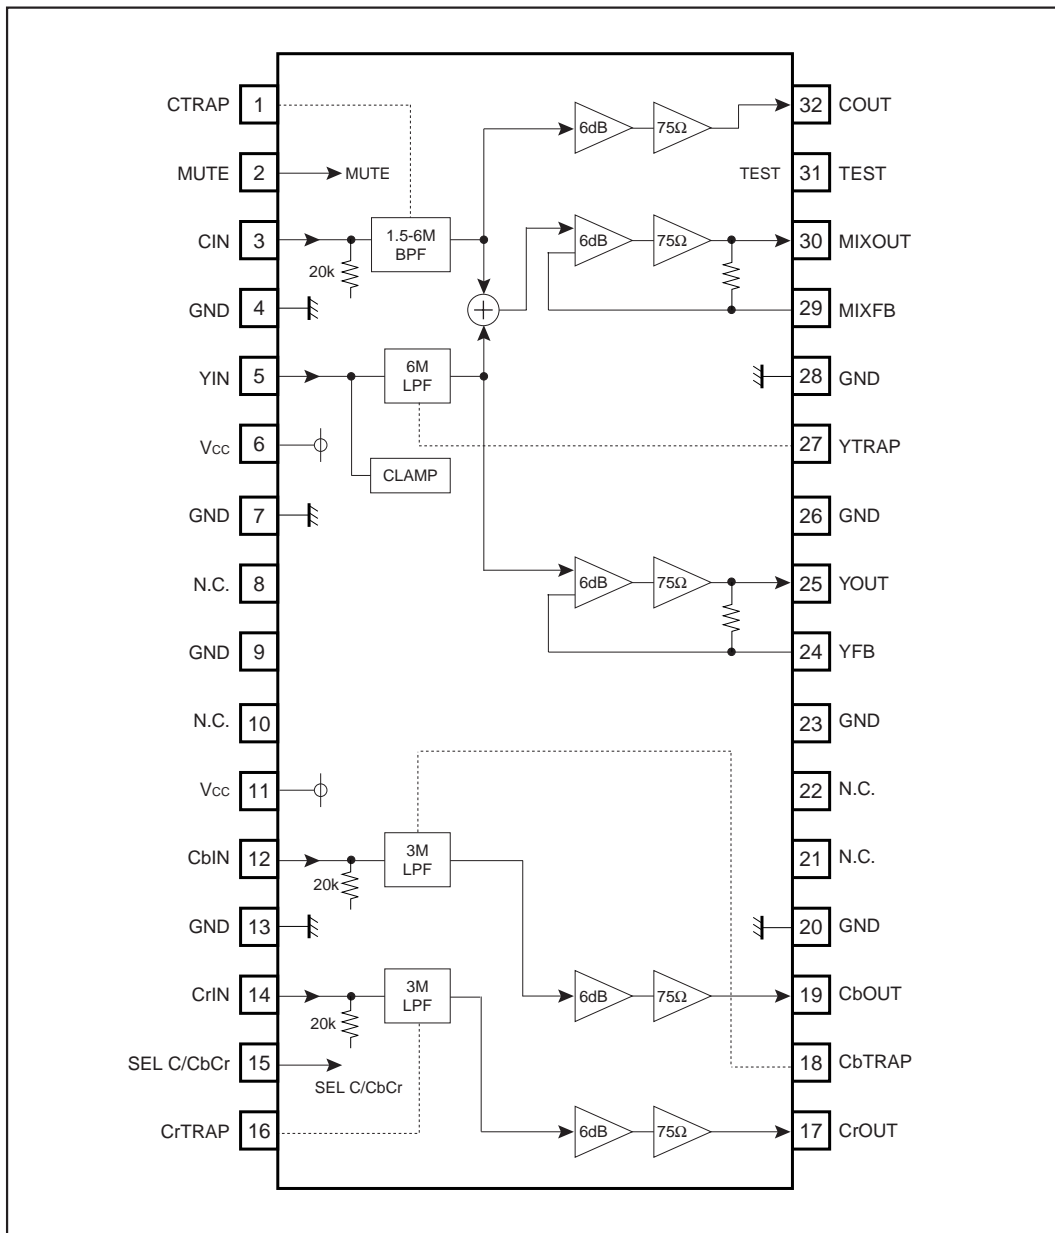 CTRAP 1
6dB 75Ω
32 COUT
MUTE 2
MUTE
TEST
31 TEST
CIN 3
20k
1.5-6M
BPF
6dB 75Ω
30 MIXOUT
GND 4
29 MIXFB
YIN 5
6M
LPF
28 GND
Vcc 6
CLAMP
27 YTRAP
GND 7
26 GND
N.C. 8
6dB 75Ω
25 YOUT
GND 9
24 YFB
N.C. 10
23 GND
Vcc 11
22 N.C.
CbIN 12
20k
3M
LPF
21 N.C.
GND 13
20 GND
CrIN 14
20k
3M
LPF
6dB 75Ω
19 CbOUT
SEL C/CbCr 15
SEL C/CbCr
18 CbTRAP
CrTRAP 16
6dB 75Ω
17 CrOUT